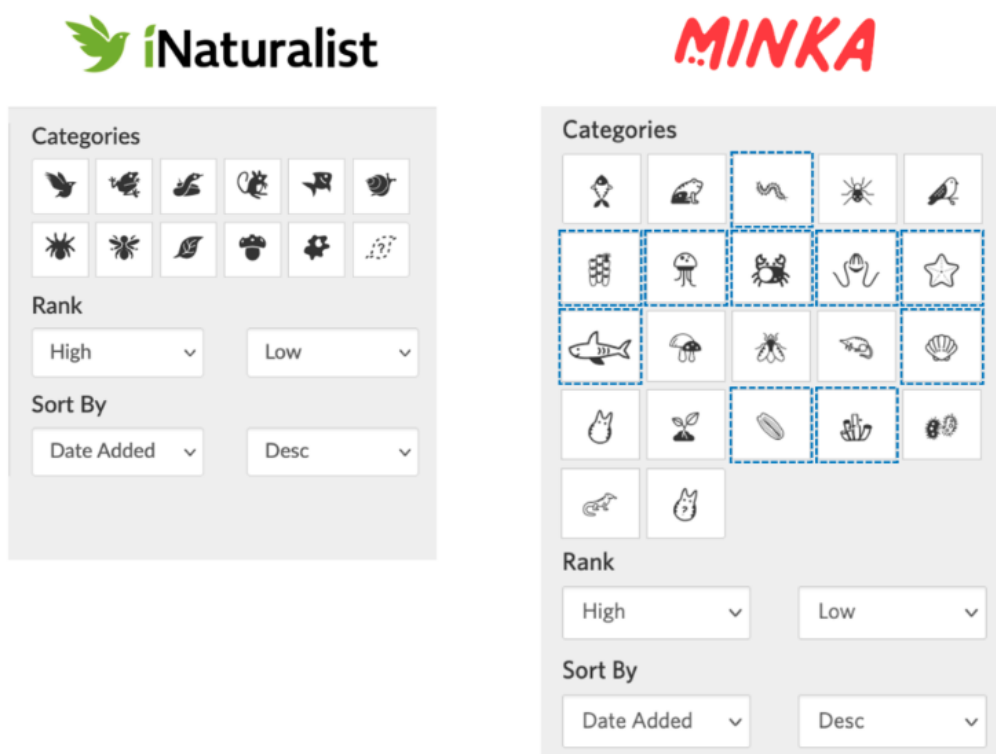 iNaturalist
Categories
Rank
High
Low
Sort By
Date Added
Desc
MINKA
Categories
?
Rank
High
Low
Sort By
Date Added
Desc